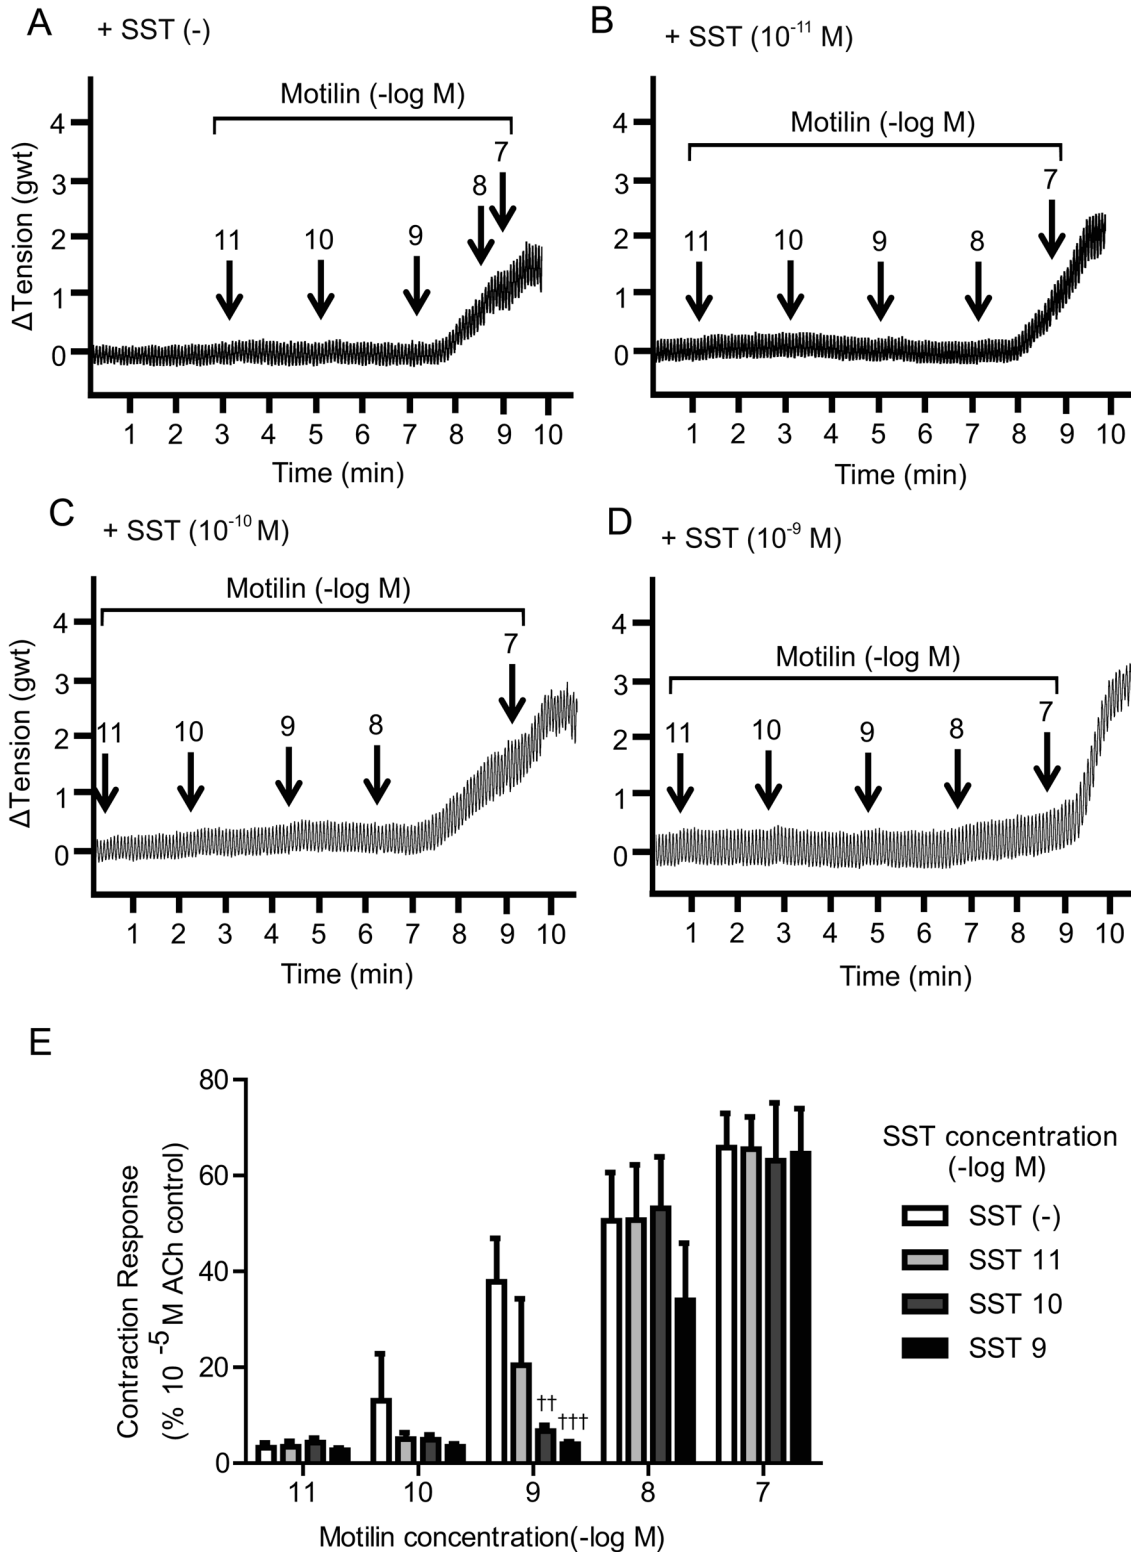 A
+ SST (-)
Motilin (-log M)
11
10
9
8
7
ΔTension (gwt)
4
3
2
1
0
1 2 3 4 5 6 7 8 9 10
Time (min)
B
+ SST (10⁻¹¹ M)
Motilin (-log M)
11
10
9
8
7
4
3
2
1
0
1 2 3 4 5 6 7 8 9 10
Time (min)
C
+ SST (10⁻¹⁰ M)
Motilin (-log M)
11
10
9
8
7
ΔTension (gwt)
4
3
2
1
0
1 2 3 4 5 6 7 8 9 10
Time (min)
D
+ SST (10⁻⁹ M)
Motilin (-log M)
11
10
9
8
7
4
3
2
1
0
1 2 3 4 5 6 7 8 9 10
Time (min)
E
Contraction Response
(% 10 ⁻⁵ M ACh control)
80
60
40
20
0
††
†††
11 10 9 8 7
Motilin concentration(-log M)
SST concentration
(-log M)
SST (-)
SST 11
SST 10
SST 9